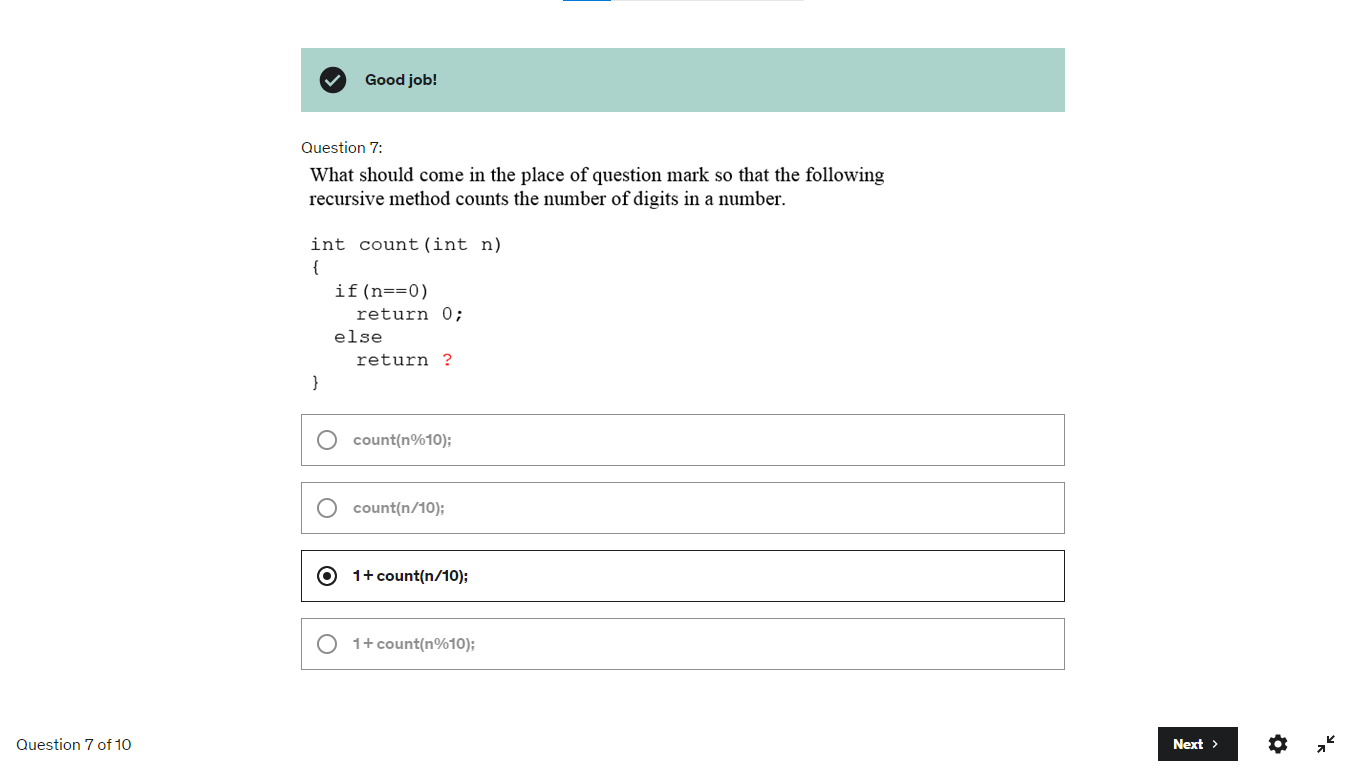 Good job!
Question 7:
What should come in the place of question mark so that the following
recursive method counts the number of digits in a number.
int count(int n)
{
if(n==0)
return 0;
else
return ?
}
count(n%10);
count(n/10);
1 + count(n/10);
1 + count(n%10);
Question 7 of 10
Next